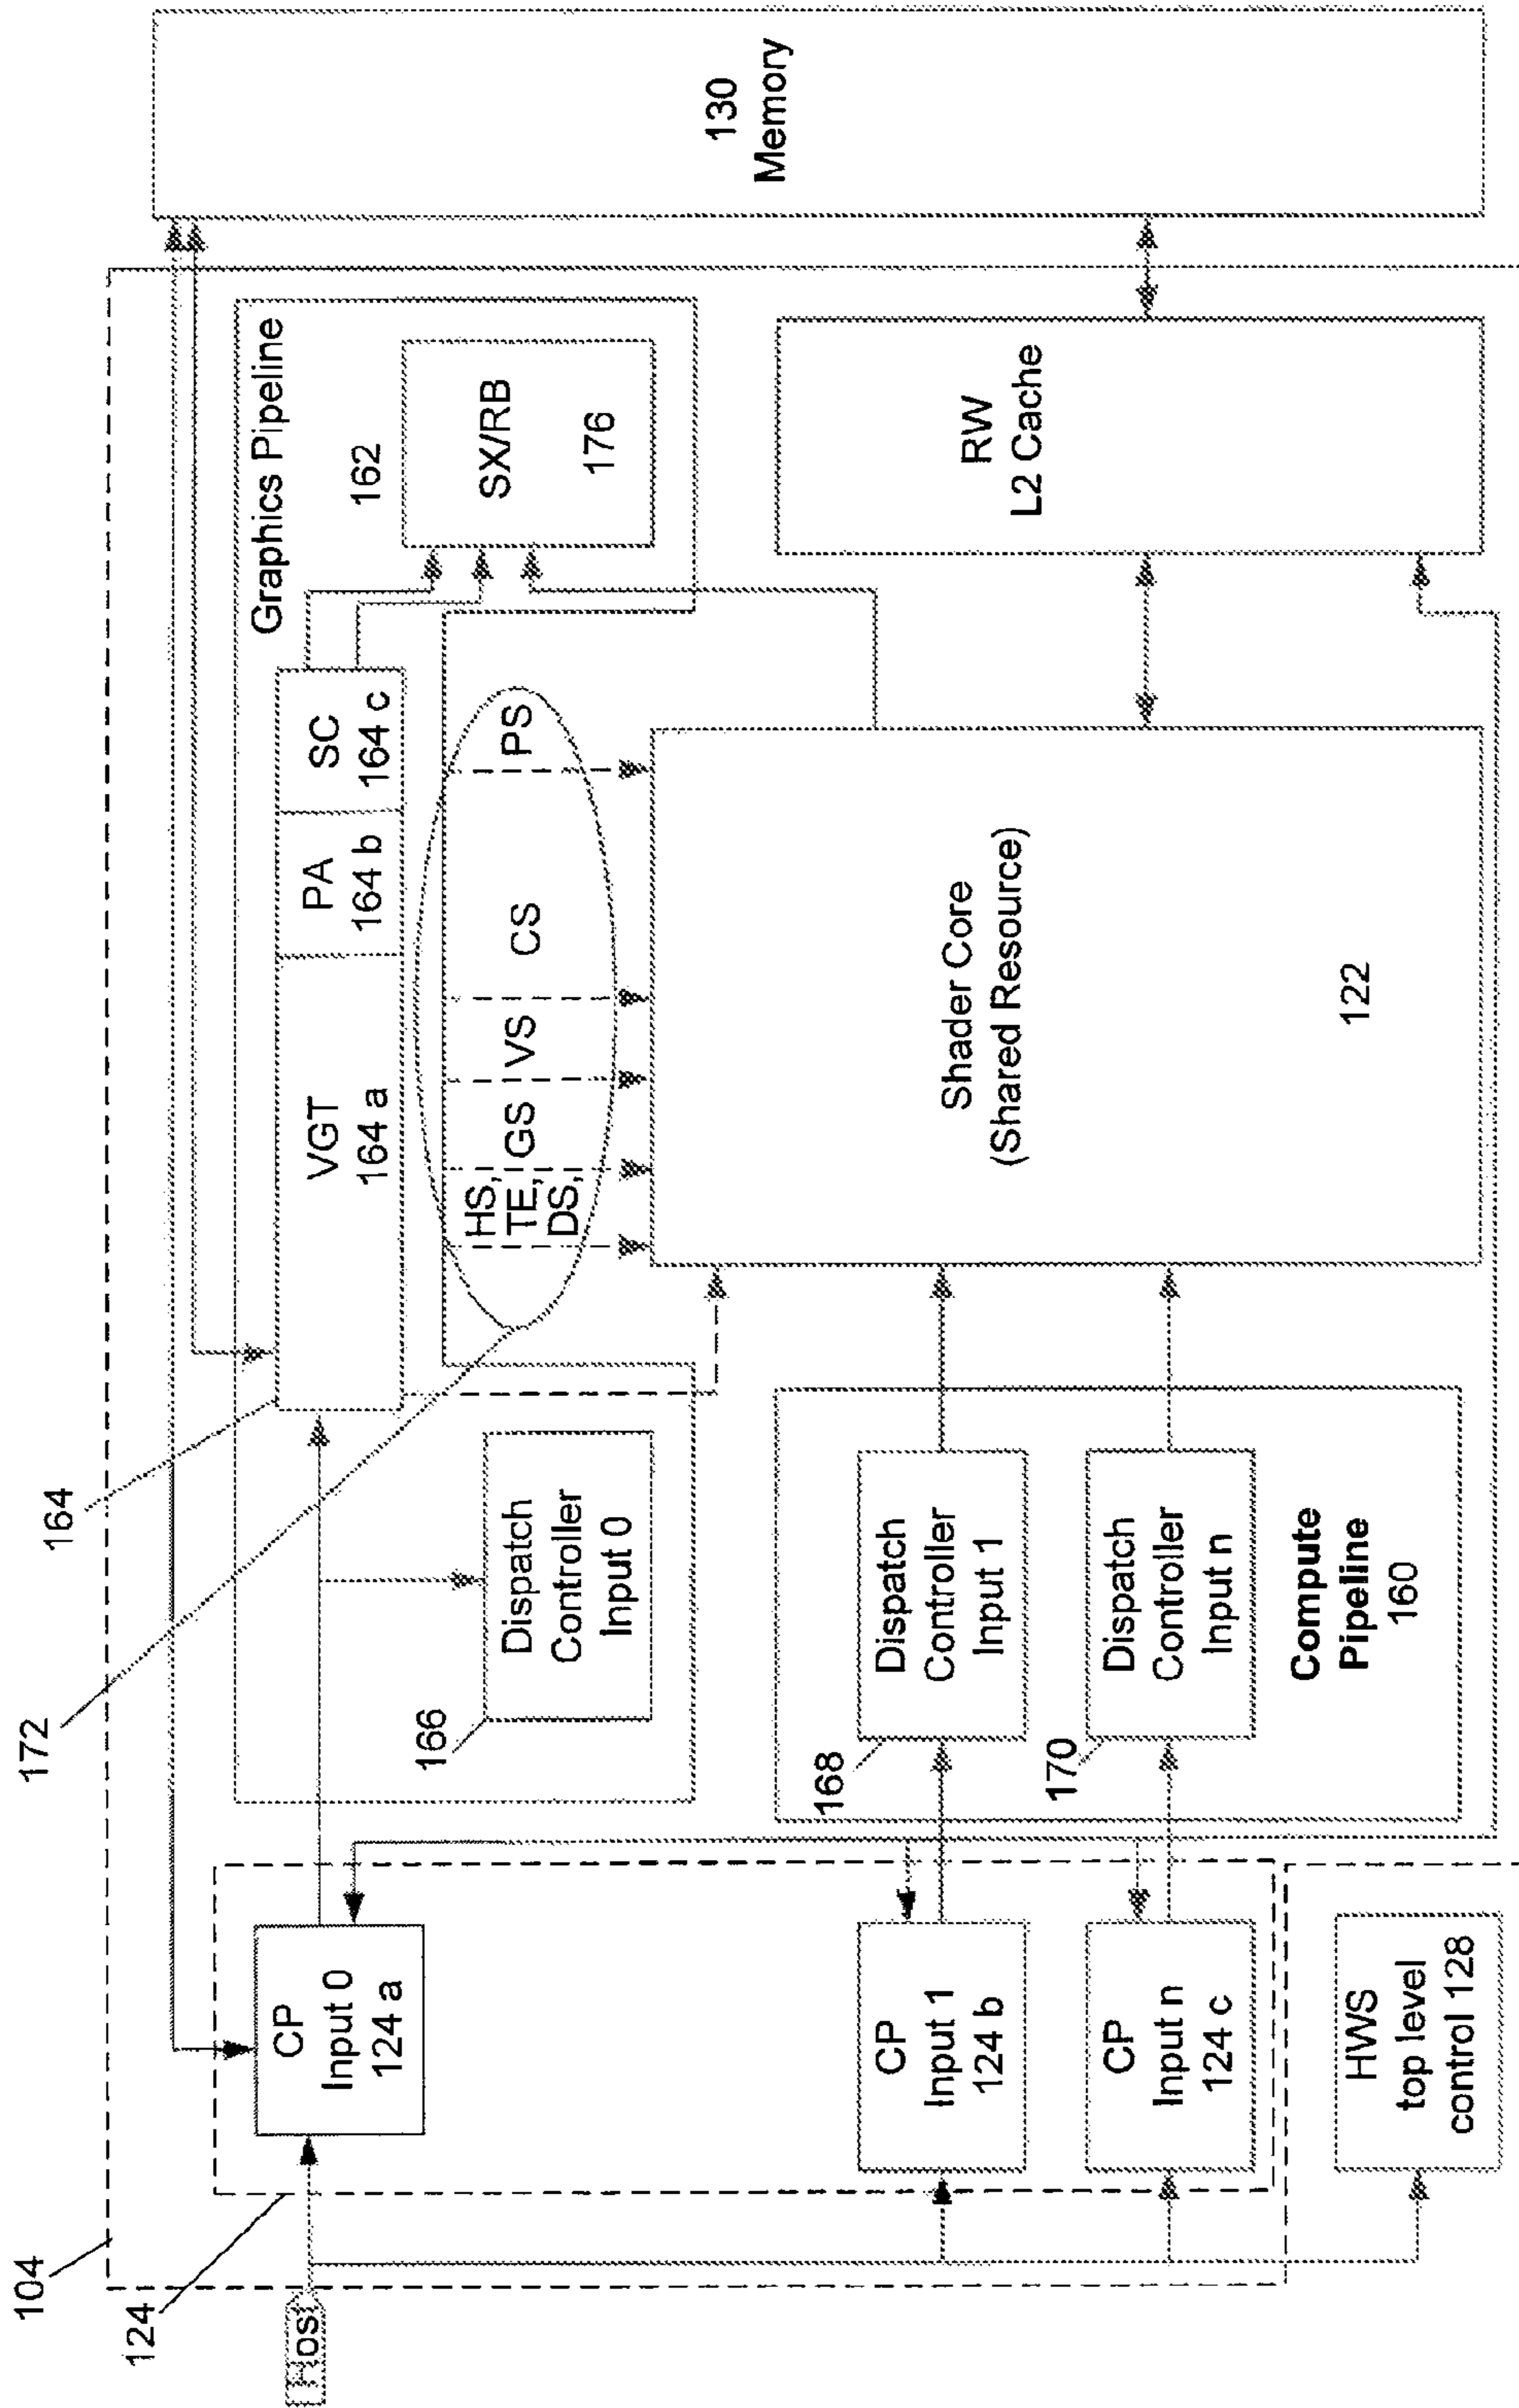 104
124
Host
172
164
CP
Input 0
124 a
CP
Input 1
124 b
CP
Input n
124 c
HWS
top level
control 128
166
Dispatch
Controller
Input 0
168
Dispatch
Controller
Input 1
170
Dispatch
Controller
Input n
Compute
Pipeline
160
VGT
164 a
PA
164 b
SC
164 c
Graphics Pipeline
162
SX/RB
176
HS,
TE,
DS,
GS
VS
CS
PS
Shader Core
(Shared Resource)
122
RW
L2 Cache
130
Memory